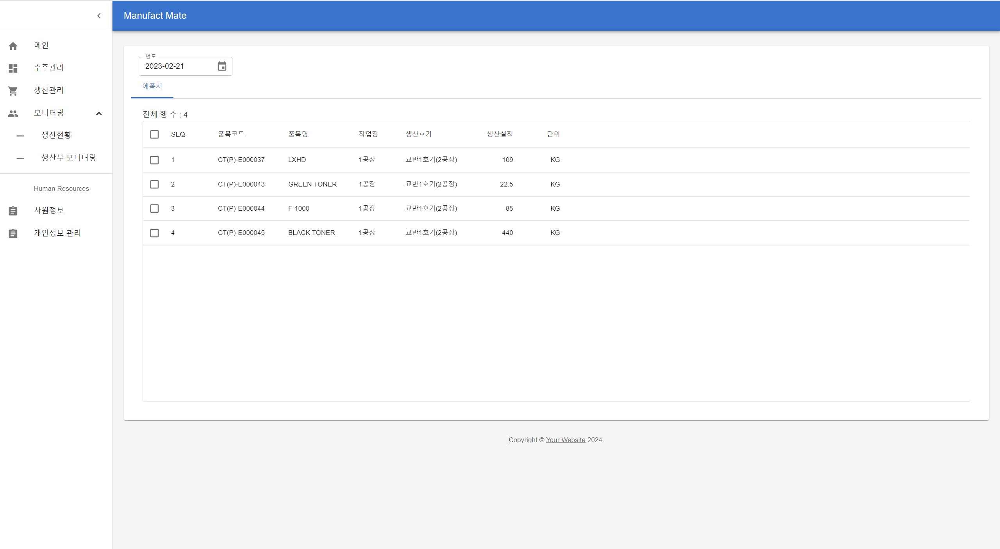 Manufact Mate
메인
수주관리
생산관리
모니터링
생산현황
생산부 모니터링
Human Resources
사원정보
개인정보 관리
년도
2023-02-21
에폭시
전체 행 수 : 4
SEQ 품목코드 품목명 작업장 생산호기 생산실적 단위
1 CT(P)-E000037 LXHD 1공장 교반1호기(2공장) 109 KG
2 CT(P)-E000043 GREEN TONER 1공장 교반1호기(2공장) 22.5 KG
3 CT(P)-E000044 F-1000 1공장 교반1호기(2공장) 85 KG
4 CT(P)-E000045 BLACK TONER 1공장 교반1호기(2공장) 440 KG
Copyright © Your Website 2024.